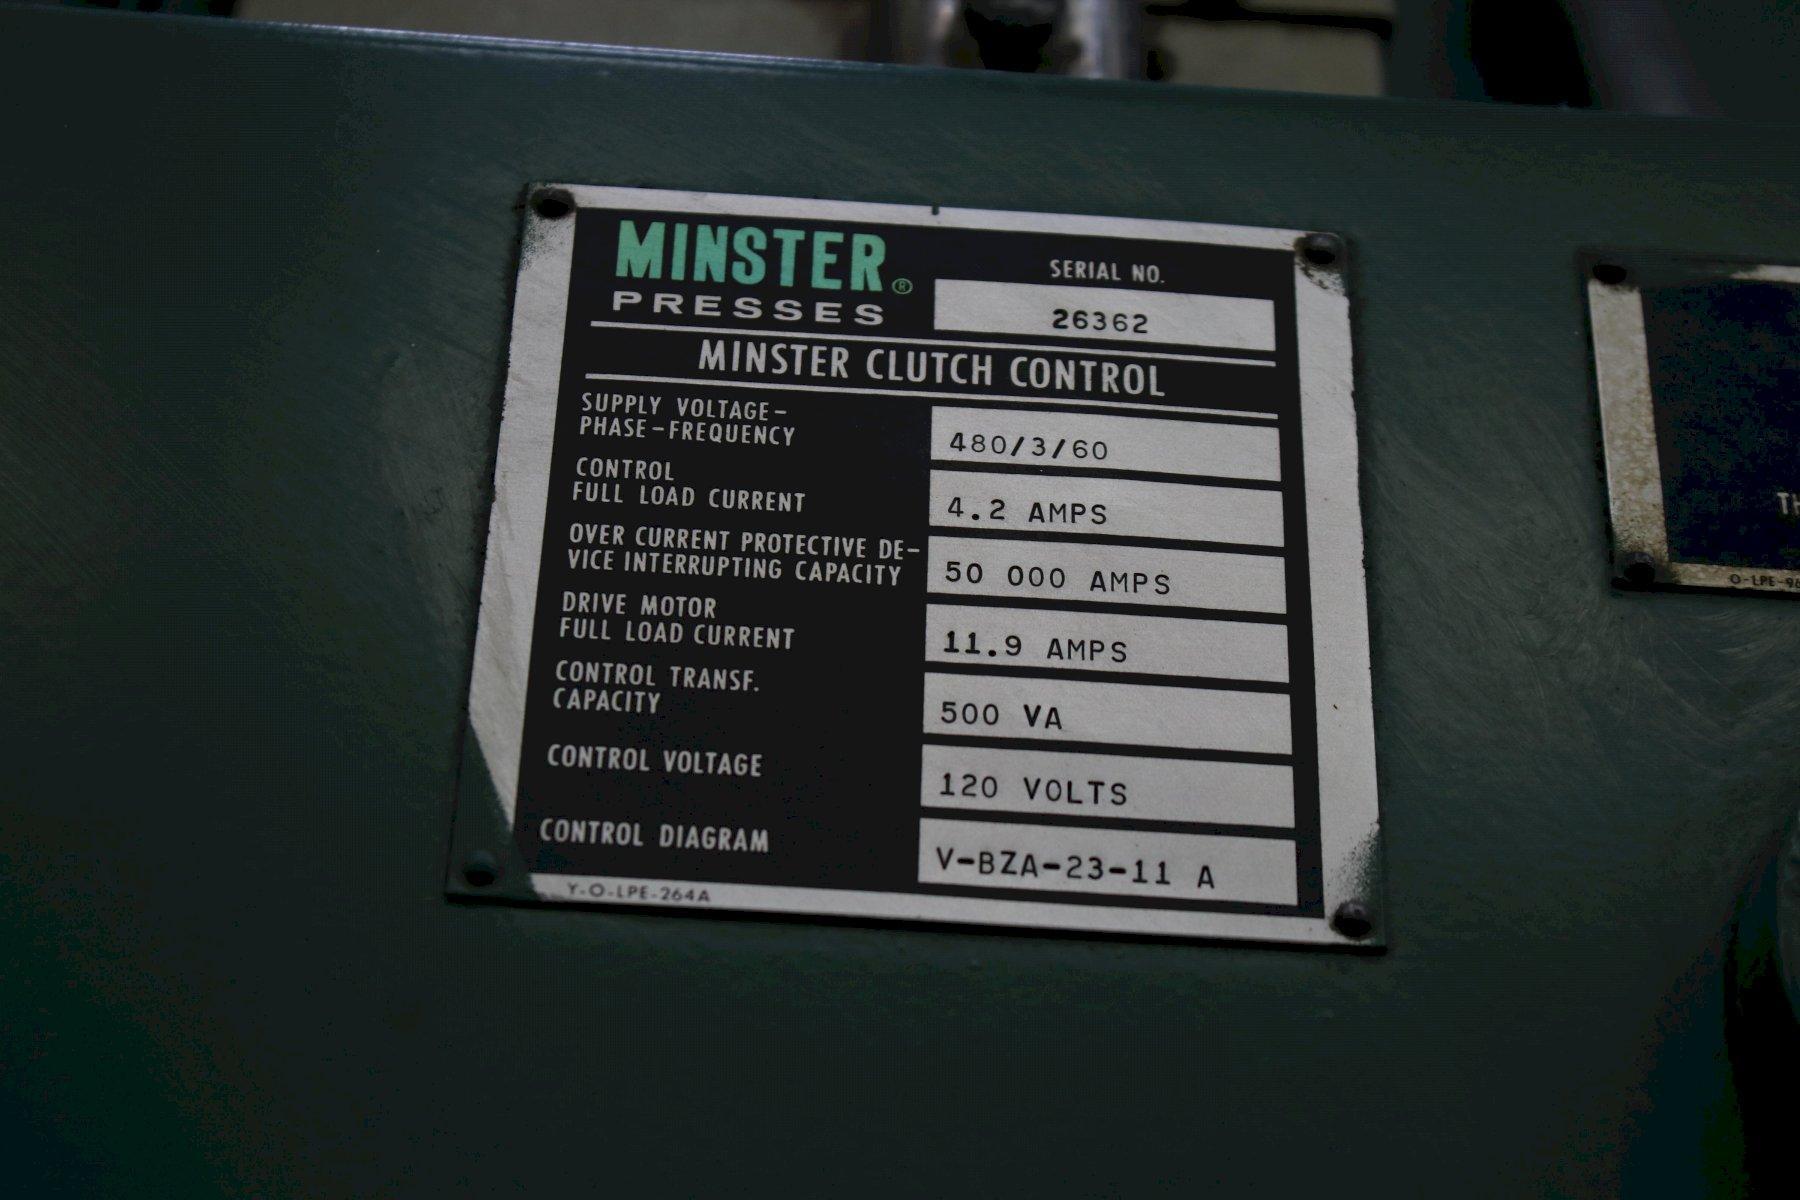 MINSTER®
PRESSES
SERIAL NO.
26362
MINSTER CLUTCH CONTROL
SUPPLY VOLTAGE-
PHASE-FREQUENCY
480/3/60
CONTROL
FULL LOAD CURRENT
4.2 AMPS
OVER CURRENT PROTECTIVE DE-
VICE INTERRUPTING CAPACITY
50 000 AMPS
DRIVE MOTOR
FULL LOAD CURRENT
11.9 AMPS
CONTROL TRANSF.
CAPACITY
500 VA
CONTROL VOLTAGE
120 VOLTS
CONTROL DIAGRAM
V-BZA-23-11 A
Y-O-LPE-264A